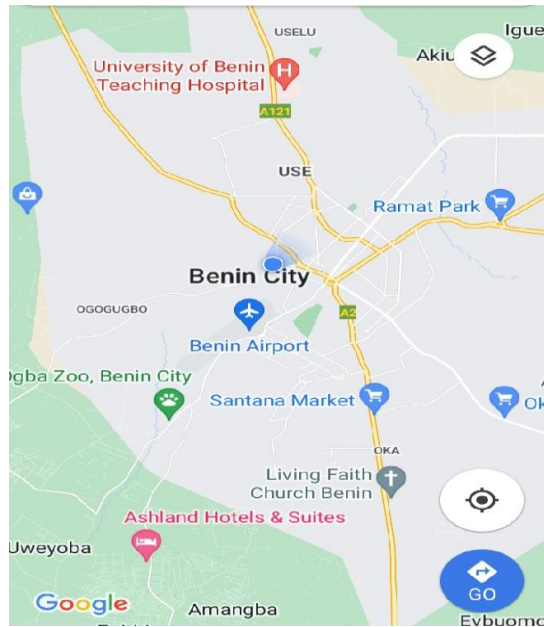 USELU
Igue
Akiu
University of Benin
Teaching Hospital
H
A121
USE
Ramat Park
Benin City
OGOGUGBO
A2
Benin Airport
Ogba Zoo, Benin City
Santana Market
Ok
OKA
Living Faith
Church Benin
Ashland Hotels & Suites
Uweyoba
GO
Google
Amangba
Evbuomo